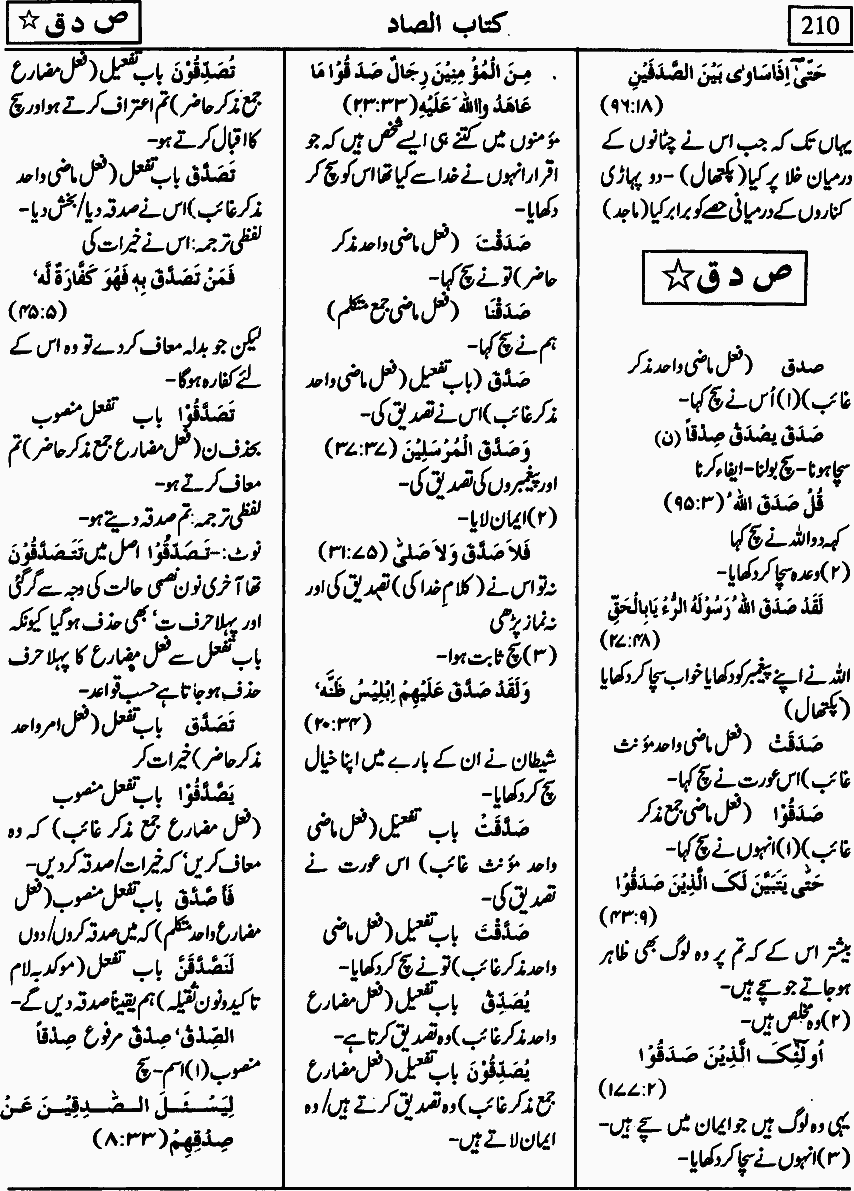 210
کتاب الصاد
ص د ق ☆
حَتّٰیٓ اِذَاسَاوٰی بَیْنَ الصَّدَفَیْنِ
(۹۶:۱۸)
یہاں تک کہ جب اس نے چٹانوں کے
درمیان خلا پر کیا(پکتھال)-دو پہاڑی
کناروں کے درمیانی حصے کو برابر کیا(ماجد)
ص د ق ☆
صدق (فعل ماضی واحد مذکر
غائب)(۱)اُس نے سچ کہا-
صَدَقَ یَصْدُقُ صِدْقاً (ن)
سچا ہونا-سچ بولنا-ایفاء کرنا
قُلْ صَدَقَ اللّٰهُ (۹۵:۳)
کہہ دو اللہ نے سچ کہا
(۲)وعدہ سچا کر دکھایا-
لَقَدْ صَدَقَ اللّٰهُ رَسُوْلَهُ الرُّءْ یَابِالْحَقِّ
(۲۷:۴۸)
اللہ نے اپنے پیغمبر کو دکھایا خواب سچا کر دکھایا
(پکتھال)
صَدَقَتْ (فعل ماضی واحد مؤنث
غائب)اس عورت نے سچ کہا-
صَدَقُوْا (فعل ماضی جمع مذکر
غائب)(۱)انہوں نے سچ کہا-
حَتّٰی یَتَبَیَّنَ لَکَ الَّذِیْنَ صَدَقُوْا
(۴۳:۹)
بیشتر اس کے کہ تم پر وہ لوگ بھی ظاہر
ہو جاتے جو سچے ہیں-
(۲)وہ مخلص ہیں-
اُولٰٓئِکَ الَّذِیْنَ صَدَقُوْا
(۱۷۷:۲)
یہی وہ لوگ ہیں جو ایمان میں سچے ہیں-
(۳)انہوں نے سچا کر دکھایا-
مِنَ الْمُؤْ مِنِیْنَ رِجَالٌ صَدَقُوْا مَا
عَاهَدُ وااللّٰهَ عَلَیْهِ (۲۳:۳۳)
مؤمنوں میں کتنے ہی ایسے شخص ہیں کہ جو
اقرار انہوں نے خدا سے کیا تھا اس کو سچ کر
دکھایا-
صَدَقْتَ (فعل ماضی واحد مذکر
حاضر)تو نے سچ کہا-
صَدَقْنَا (فعل ماضی جمع متکلم)
ہم نے سچ کہا-
صَدَّقَ (باب تفعیل (فعل ماضی واحد
مذکر غائب)اس نے تصدیق کی-
وَصَدَّقَ الْمُرْسَلِیْنَ (۳۷:۳۷)
اور پیغمبروں کی تصدیق کی-
(۲)ایمان لایا-
فَلاَ صَدَّقَ وَلاَ صَلّٰی (۳۱:۷۵)
نہ تو اس نے (کلام خدا کی) تصدیق کی اور
نہ نماز پڑھی
(۳)سچ ثابت ہوا-
وَلَقَدْ صَدَّقَ عَلَیْهِمْ اِبْلِیْسُ ظَنَّهٗ
(۲۰:۳۴)
شیطان نے ان کے بارے میں اپنا خیال
سچ کر دکھایا-
صَدَّقَتْ باب تفعیل (فعل ماضی
واحد مؤنث غائب) اس عورت نے
تصدیق کی-
صَدَّقْتَ باب تفعیل (فعل ماضی
واحد مذکر غائب)تو نے سچ کر دکھایا-
یُصَدِّقُ باب تفعیل (فعل مضارع
واحد مذکر غائب)وہ تصدیق کرتا ہے-
یُصَدِّقُوْنَ باب تفعیل (فعل مضارع
جمع مذکر غائب)وہ تصدیق کرتے ہیں/وہ
ایمان لاتے ہیں-
تُصَدِّقُوْنَ باب تفعیل (فعل مضارع
جمع مذکر حاضر)تم اعتراف کرتے ہو اور سچ
کا اقبال کرتے ہو-
تَصَدَّقَ باب تفعل (فعل ماضی واحد
مذکر غائب)اس نے صدقہ دیا/بخش دیا-
لفظی ترجمہ: اس نے خیرات کی
فَمَنْ تَصَدَّقَ بِهٖ فَهُوَ کَفَّارَةٌ لَّهٗ
(۴۵:۵)
لیکن جو بدلہ معاف کر دے تو وہ اس کے
لئے کفارہ ہوگا-
تَصَدَّقُوْا باب تفعل منصوب
بحذف ن(فعل مضارع جمع مذکر حاضر)تم
معاف کرتے ہو-
لفظی ترجمہ: تم صدقہ دیتے ہو-
نوٹ:-تَصَدَّقُوْا اصل میں تَتَصَدَّقُوْنَ
تھا آخری نون نصبی حالت کی وجہ سے گر گئی
اور پہلا حرف ت' بھی حذف ہو گیا کیونکہ
باب تفعل سے فعل مضارع کا پہلا حرف
حذف ہو جاتا ہے حسب قواعد-
تَصَدَّقْ باب تفعل (فعل امر واحد
مذکر حاضر)خیرات کر
یَصَّدَّقُوْا باب تفعل منصوب
(فعل مضارع جمع مذکر غائب) کہ وہ
معاف کریں' کہ خیرات/صدقہ کر دیں-
فَاَصَّدَّقَ باب تفعل منصوب (فعل
مضارع واحد متکلم)کہ میں صدقہ کروں/دوں
لَنَصَّدَّقَنَّ باب تفعل (موکد بہ لام
تاکید و نون ثقیلہ)ہم یقیناً صدقہ دیں گے-
الصِّدْقُ' صِدْقٌ مرفوع صِدْقاً
منصوب(۱)اسم-سچ
لِیَسْئَلَ الصّٰدِقِیْنَ عَنْ
صِدْقِهِمْ (۸:۳۳)